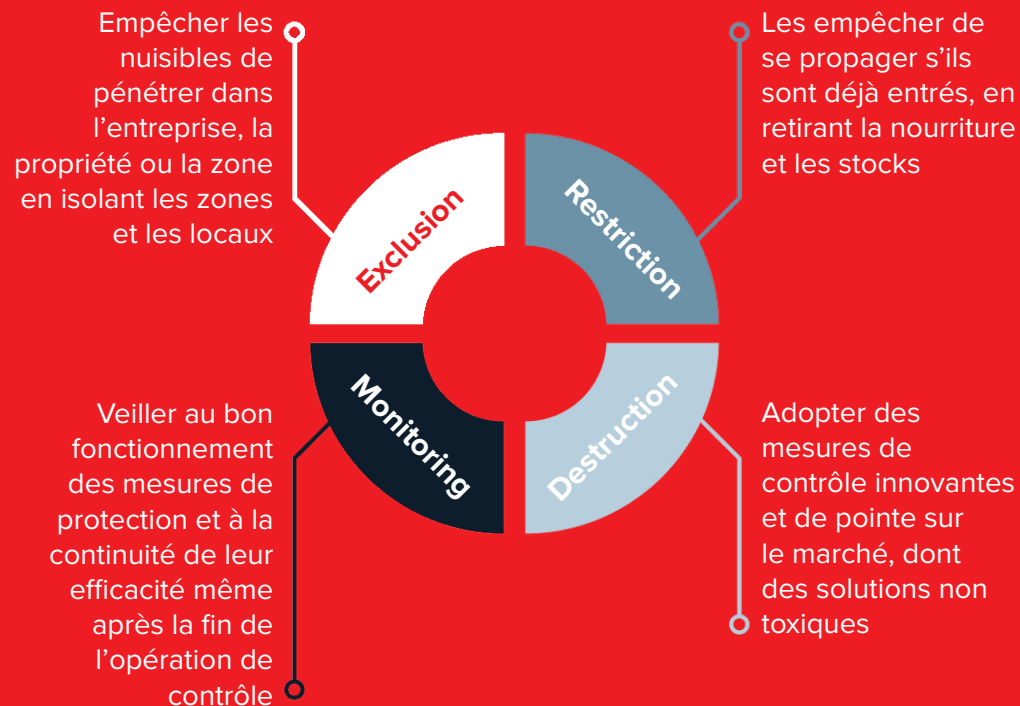 Empêcher les
nuisibles de
pénétrer dans
l’entreprise, la
propriété ou la zone
en isolant les zones
et les locaux
Les empêcher de
se propager s’ils
sont déjà entrés, en
retirant la nourriture
et les stocks
Exclusion
Restriction
Monitoring
Destruction
Veiller au bon
fonctionnement
des mesures de
protection et à la
continuité de leur
efficacité même
après la fin de
l’opération de
contrôle
Adopter des
mesures de
contrôle innovantes
et de pointe sur
le marché, dont
des solutions non
toxiques